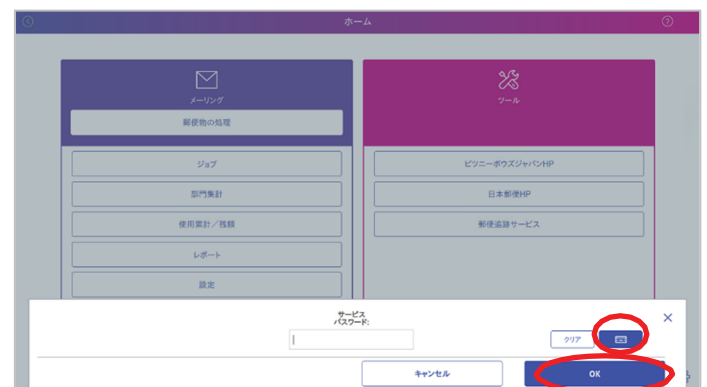 ホーム
メーリング
郵便物の処理
ジョブ
部門集計
使用累計／残額
レポート
設定
ツール
ピツニーボウズジャパンHP
日本郵便HP
郵便追跡サービス
サービス
パスワード:
クリア
キャンセル
OK